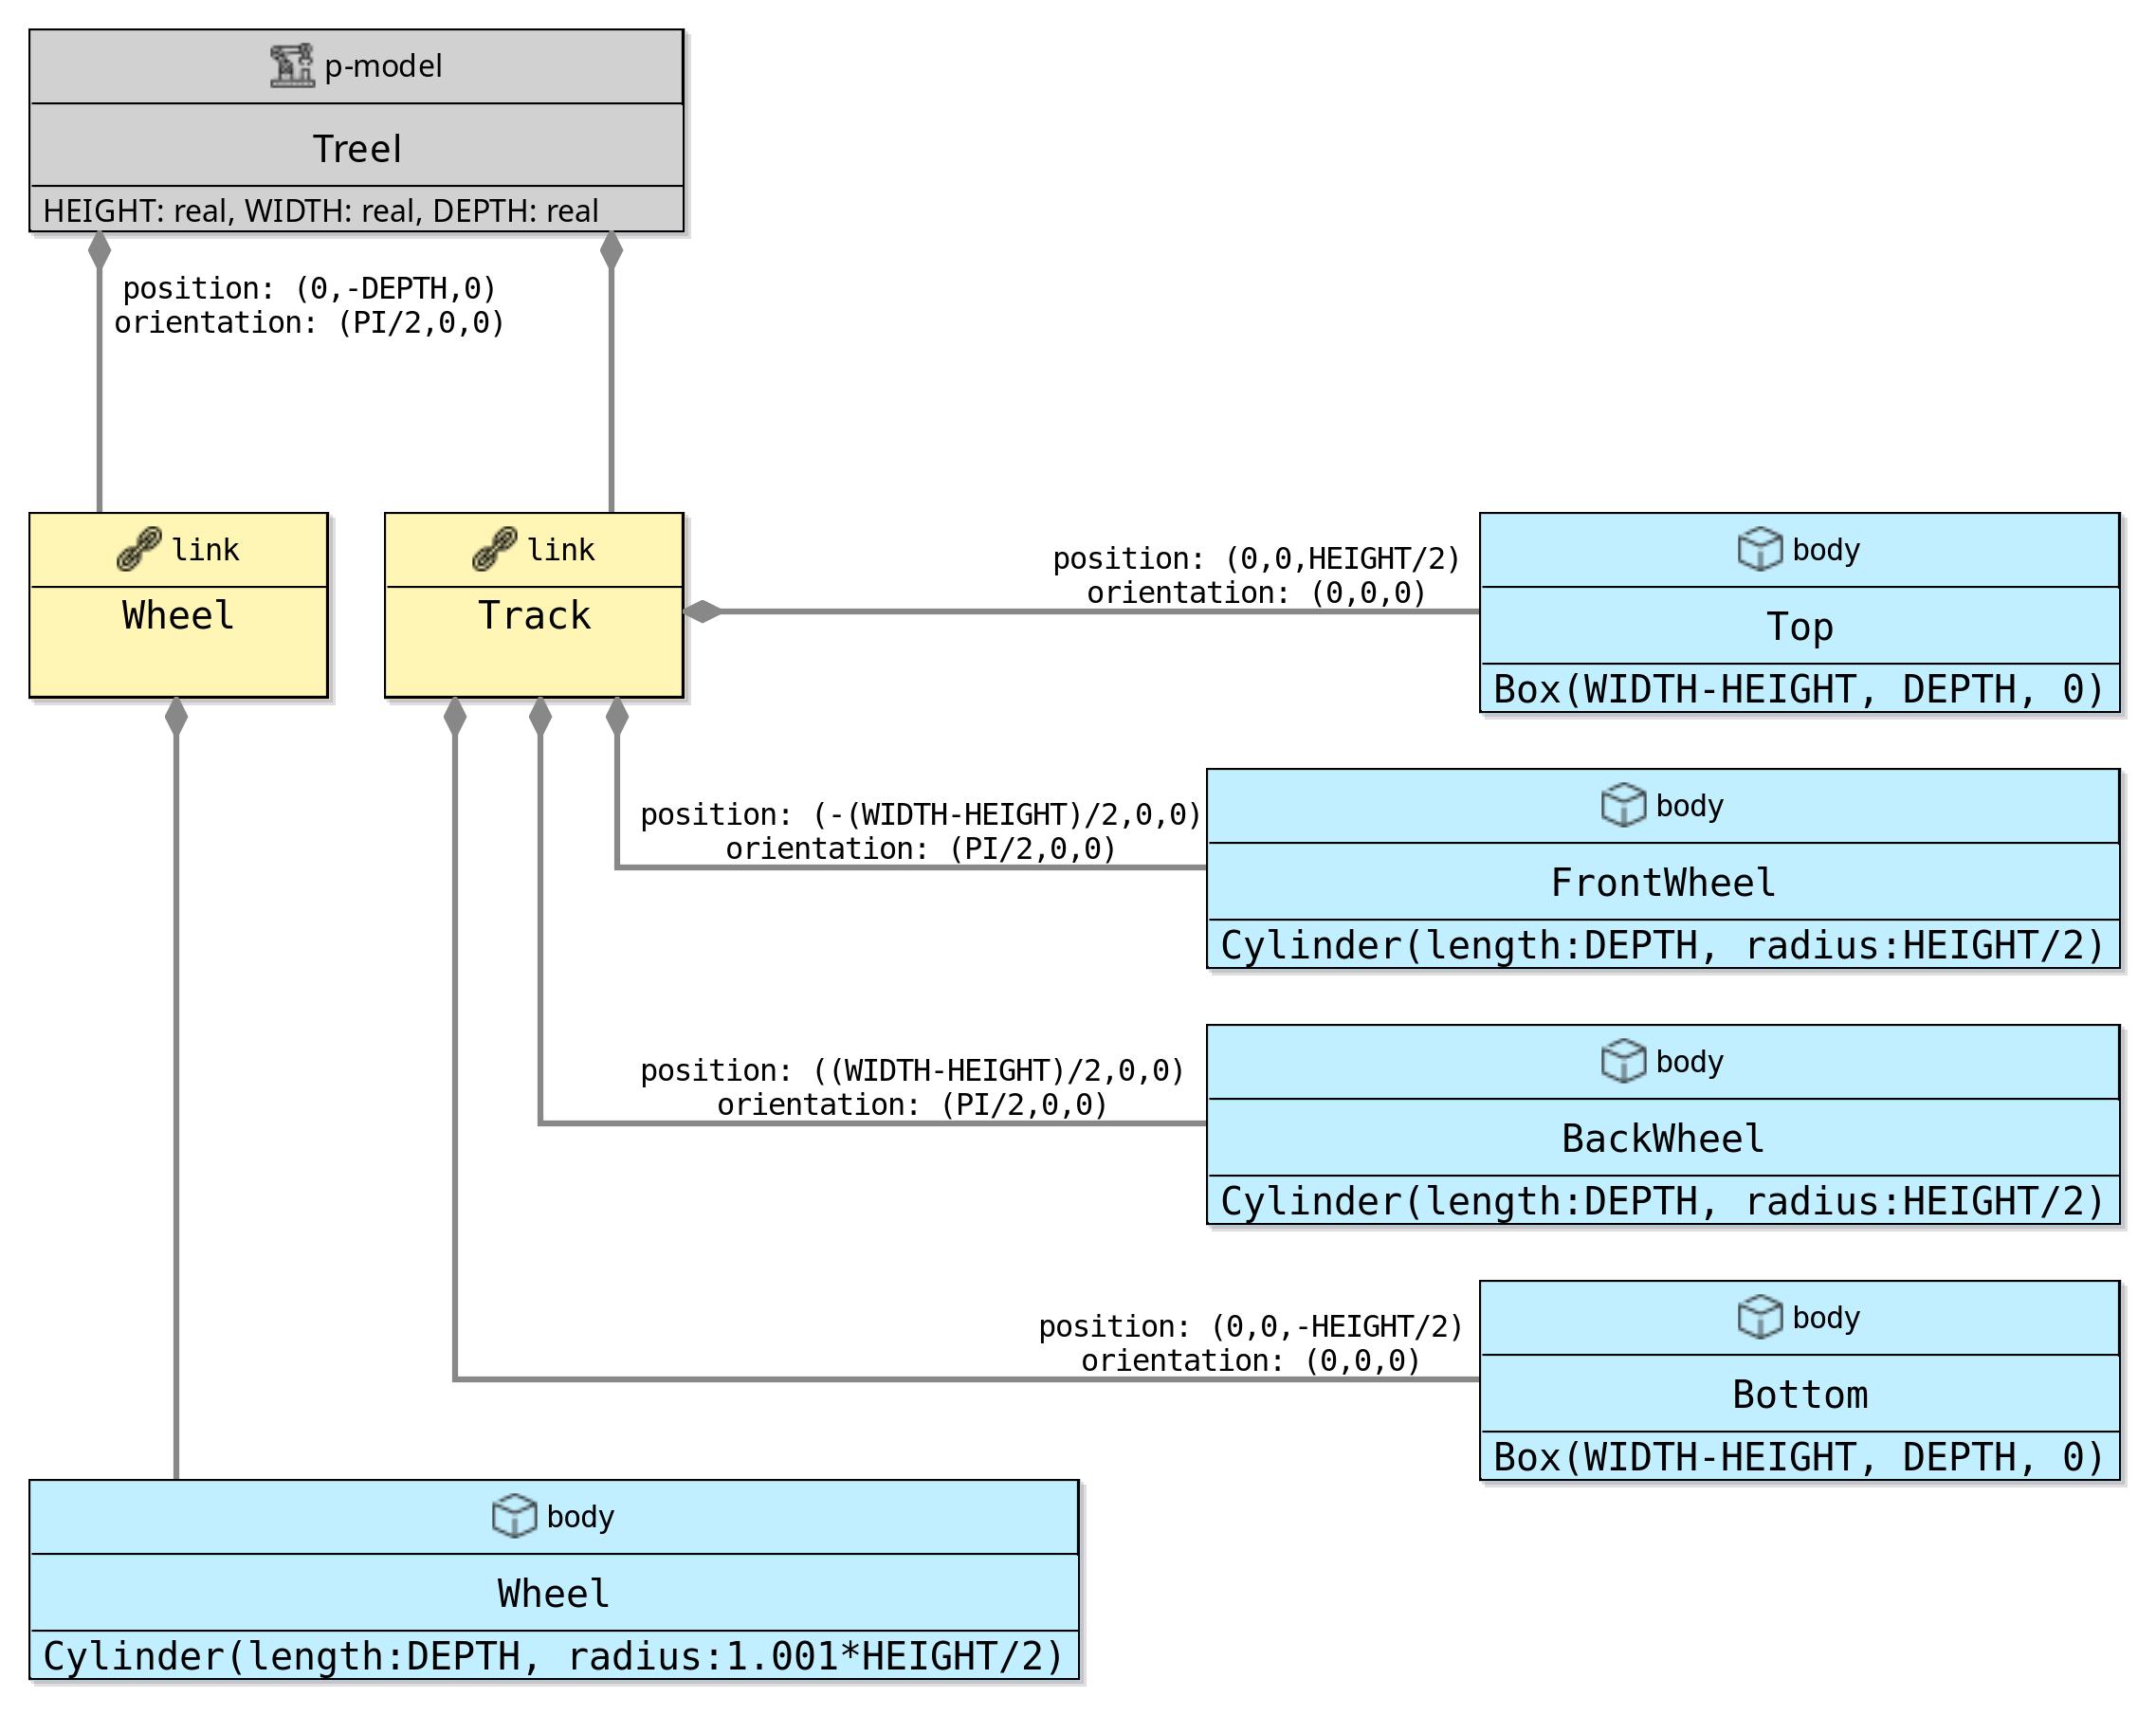 p-model
Treel
HEIGHT: real, WIDTH: real, DEPTH: real
position: (0,-DEPTH,0)
orientation: (PI/2,0,0)
link
Wheel
link
Track
position: (0,0,HEIGHT/2)
orientation: (0,0,0)
body
Top
Box(WIDTH-HEIGHT, DEPTH, 0)
position: (-(WIDTH-HEIGHT)/2,0,0)
orientation: (PI/2,0,0)
body
FrontWheel
Cylinder(length:DEPTH, radius:HEIGHT/2)
position: ((WIDTH-HEIGHT)/2,0,0)
orientation: (PI/2,0,0)
body
BackWheel
Cylinder(length:DEPTH, radius:HEIGHT/2)
position: (0,0,-HEIGHT/2)
orientation: (0,0,0)
body
Bottom
Box(WIDTH-HEIGHT, DEPTH, 0)
body
Wheel
Cylinder(length:DEPTH, radius:1.001*HEIGHT/2)